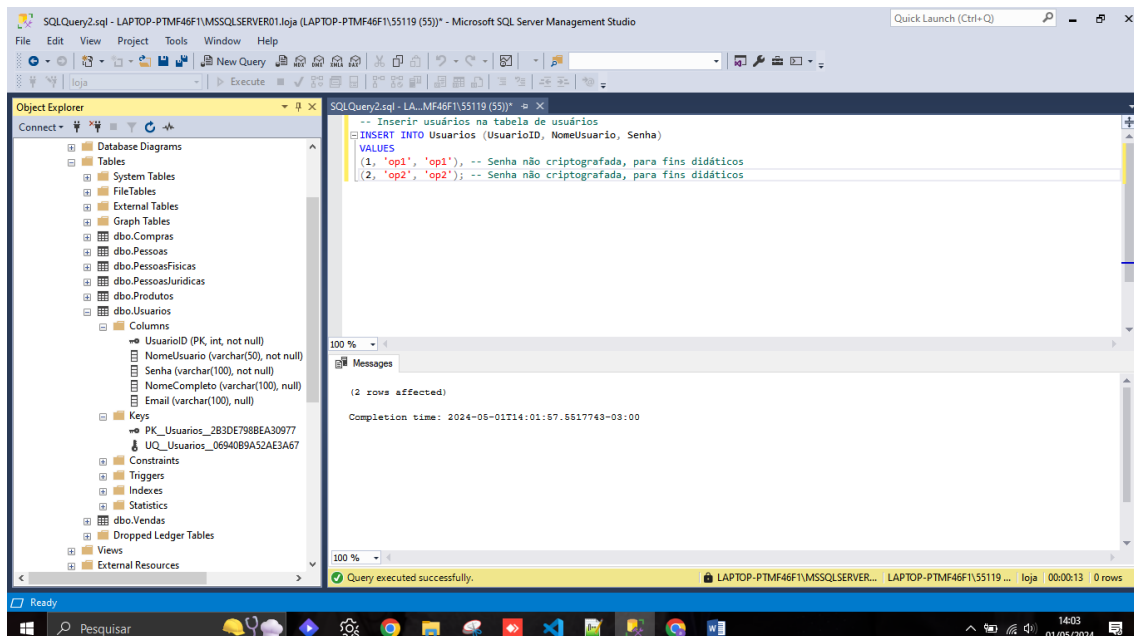 SQLQuery2.sql - LAPTOP-PTMF46F1\MSSQLSERVER01.loja (LAPTOP-PTMF46F1\55119 (55))* - Microsoft SQL Server Management Studio
Quick Launch (Ctrl+Q)
File Edit View Project Tools Window Help
New Query
loja
Execute
Object Explorer
Connect
Database Diagrams
Tables
System Tables
FileTables
External Tables
Graph Tables
dbo.Compras
dbo.Pessoas
dbo.PessoasFisicas
dbo.PessoasJuridicas
dbo.Produtos
dbo.Usuarios
Columns
UsuarioID (PK, int, not null)
NomeUsuario (varchar(50), not null)
Senha (varchar(100), not null)
NomeCompleto (varchar(100), null)
Email (varchar(100), null)
Keys
PK__Usuarios__2B3DE798BEA30977
UQ__Usuarios__06940B9A52AE3A67
Constraints
Triggers
Indexes
Statistics
dbo.Vendas
Dropped Ledger Tables
Views
External Resources
SQLQuery2.sql - LA...MF46F1\55119 (55))*
-- Inserir usuários na tabela de usuários
INSERT INTO Usuarios (UsuarioID, NomeUsuario, Senha)
VALUES
(1, 'op1', 'op1'), -- Senha não criptografada, para fins didáticos
(2, 'op2', 'op2'); -- Senha não criptografada, para fins didáticos
100 %
Messages
(2 rows affected)
Completion time: 2024-05-01T14:01:57.5517743-03:00
100 %
Query executed successfully.
LAPTOP-PTMF46F1\MSSQLSERVER...
LAPTOP-PTMF46F1\55119 ...
loja
00:00:13
0 rows
Ready
Pesquisar
14:03
01/05/2024